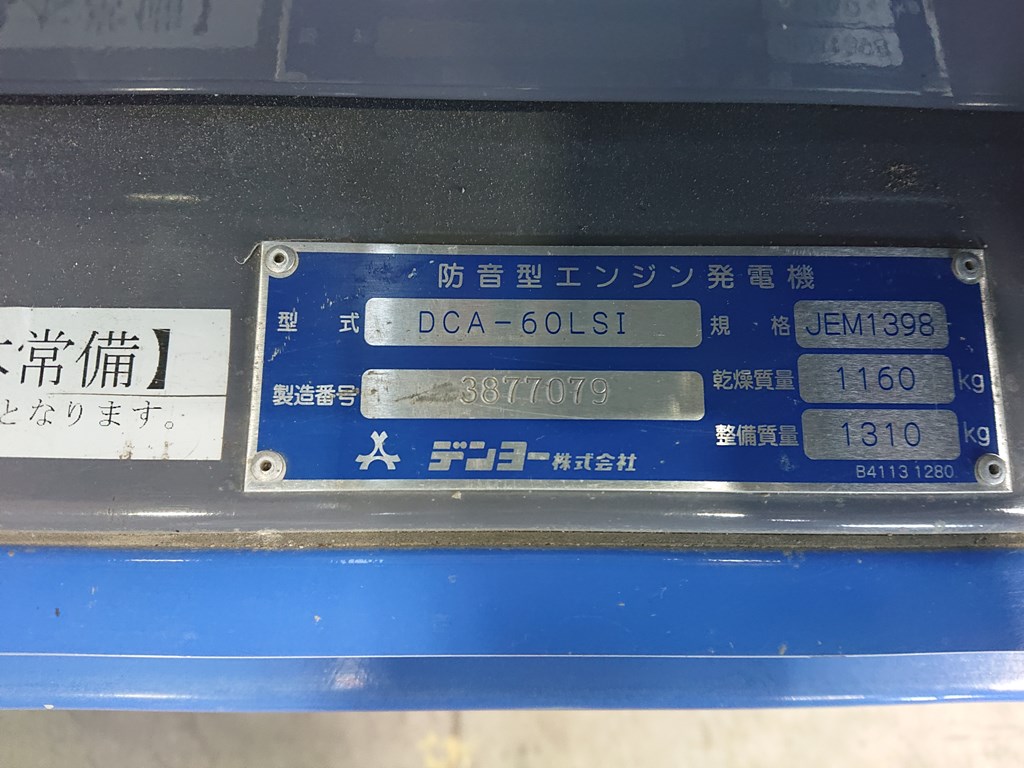 防音型エンジン発電機
型式 DCA-60LSI 規格 JEM1398
製造番号 3877079 乾燥質量 1160 kg
整備質量 1310 kg
デンヨー株式会社
B41131280
常備】
となります。